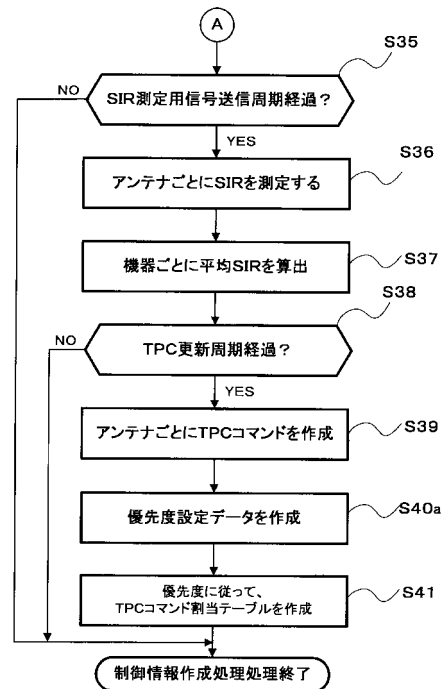 A
S35
NO
SIR測定用信号送信周期経過？
YES
S36
アンテナごとにSIRを測定する
S37
機器ごとに平均SIRを算出
S38
NO
TPC更新周期経過？
YES
S39
アンテナごとにTPCコマンドを作成
S40a
優先度設定データを作成
S41
優先度に従って、
TPCコマンド割当テーブルを作成
制御情報作成処理処理終了